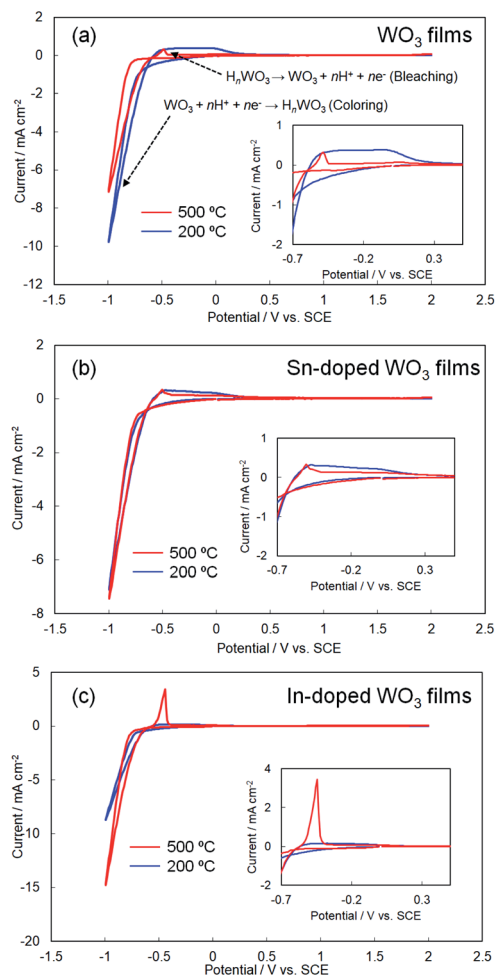 (a)
WO₃ films
HₙWO₃ → WO₃ + nH⁺ + ne⁻ (Bleaching)
WO₃ + nH⁺ + ne⁻ → HₙWO₃ (Coloring)
Current / mA cm⁻²
2
0
-2
-4
-6
-8
-10
-12
500 ºC
200 ºC
Current / mA cm⁻²
1
0
-1
-2
-0.7
-0.2
0.3
Potential / V vs. SCE
-1.5
-1
-0.5
0
0.5
1
1.5
2
2.5
Potential / V vs. SCE
(b)
Sn-doped WO₃ films
Current / mA cm⁻²
2
0
-2
-4
-6
-8
500 ºC
200 ºC
Current / mA cm⁻²
1
0
-1
-2
-0.7
-0.2
0.3
Potential / V vs. SCE
-1.5
-1
-0.5
0
0.5
1
1.5
2
2.5
Potential / V vs. SCE
(c)
In-doped WO₃ films
Current / mA cm⁻²
5
0
-5
-10
-15
-20
500 ºC
200 ºC
Current / mA cm⁻²
4
2
0
-2
-0.7
-0.2
0.3
Potential / V vs. SCE
-1.5
-1
-0.5
0
0.5
1
1.5
2
2.5
Potential / V vs. SCE